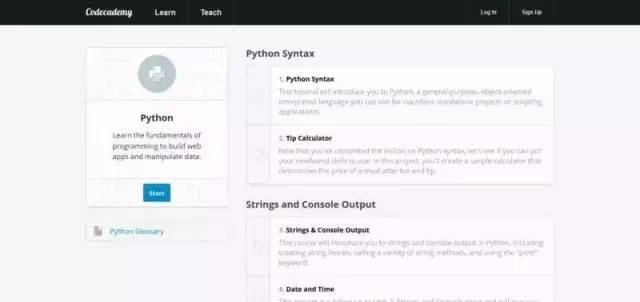 Codecademy
Learn
Teach
Log In
Sign Up
Python
Learn the fundamentals of
programming to build web
apps and manipulate data.
Start
Python Glossary
Python Syntax
1. Python Syntax
This tutorial will introduce you to Python, a general-purpose, object-oriented
interpreted language you can use for countless standalone projects or scripting
applications.
2. Tip Calculator
Now that you've completed the lesson on Python syntax, let's see if you can put
your newfound skills to use. In this project, you'll create a simple calculator that
determines the price of a meal after tax and tip.
Strings and Console Output
3. Strings & Console Output
This course will introduce you to strings and console output in Python, including
creating string literals, calling a variety of string methods, and using the "print"
keyword.
4. Date and Time